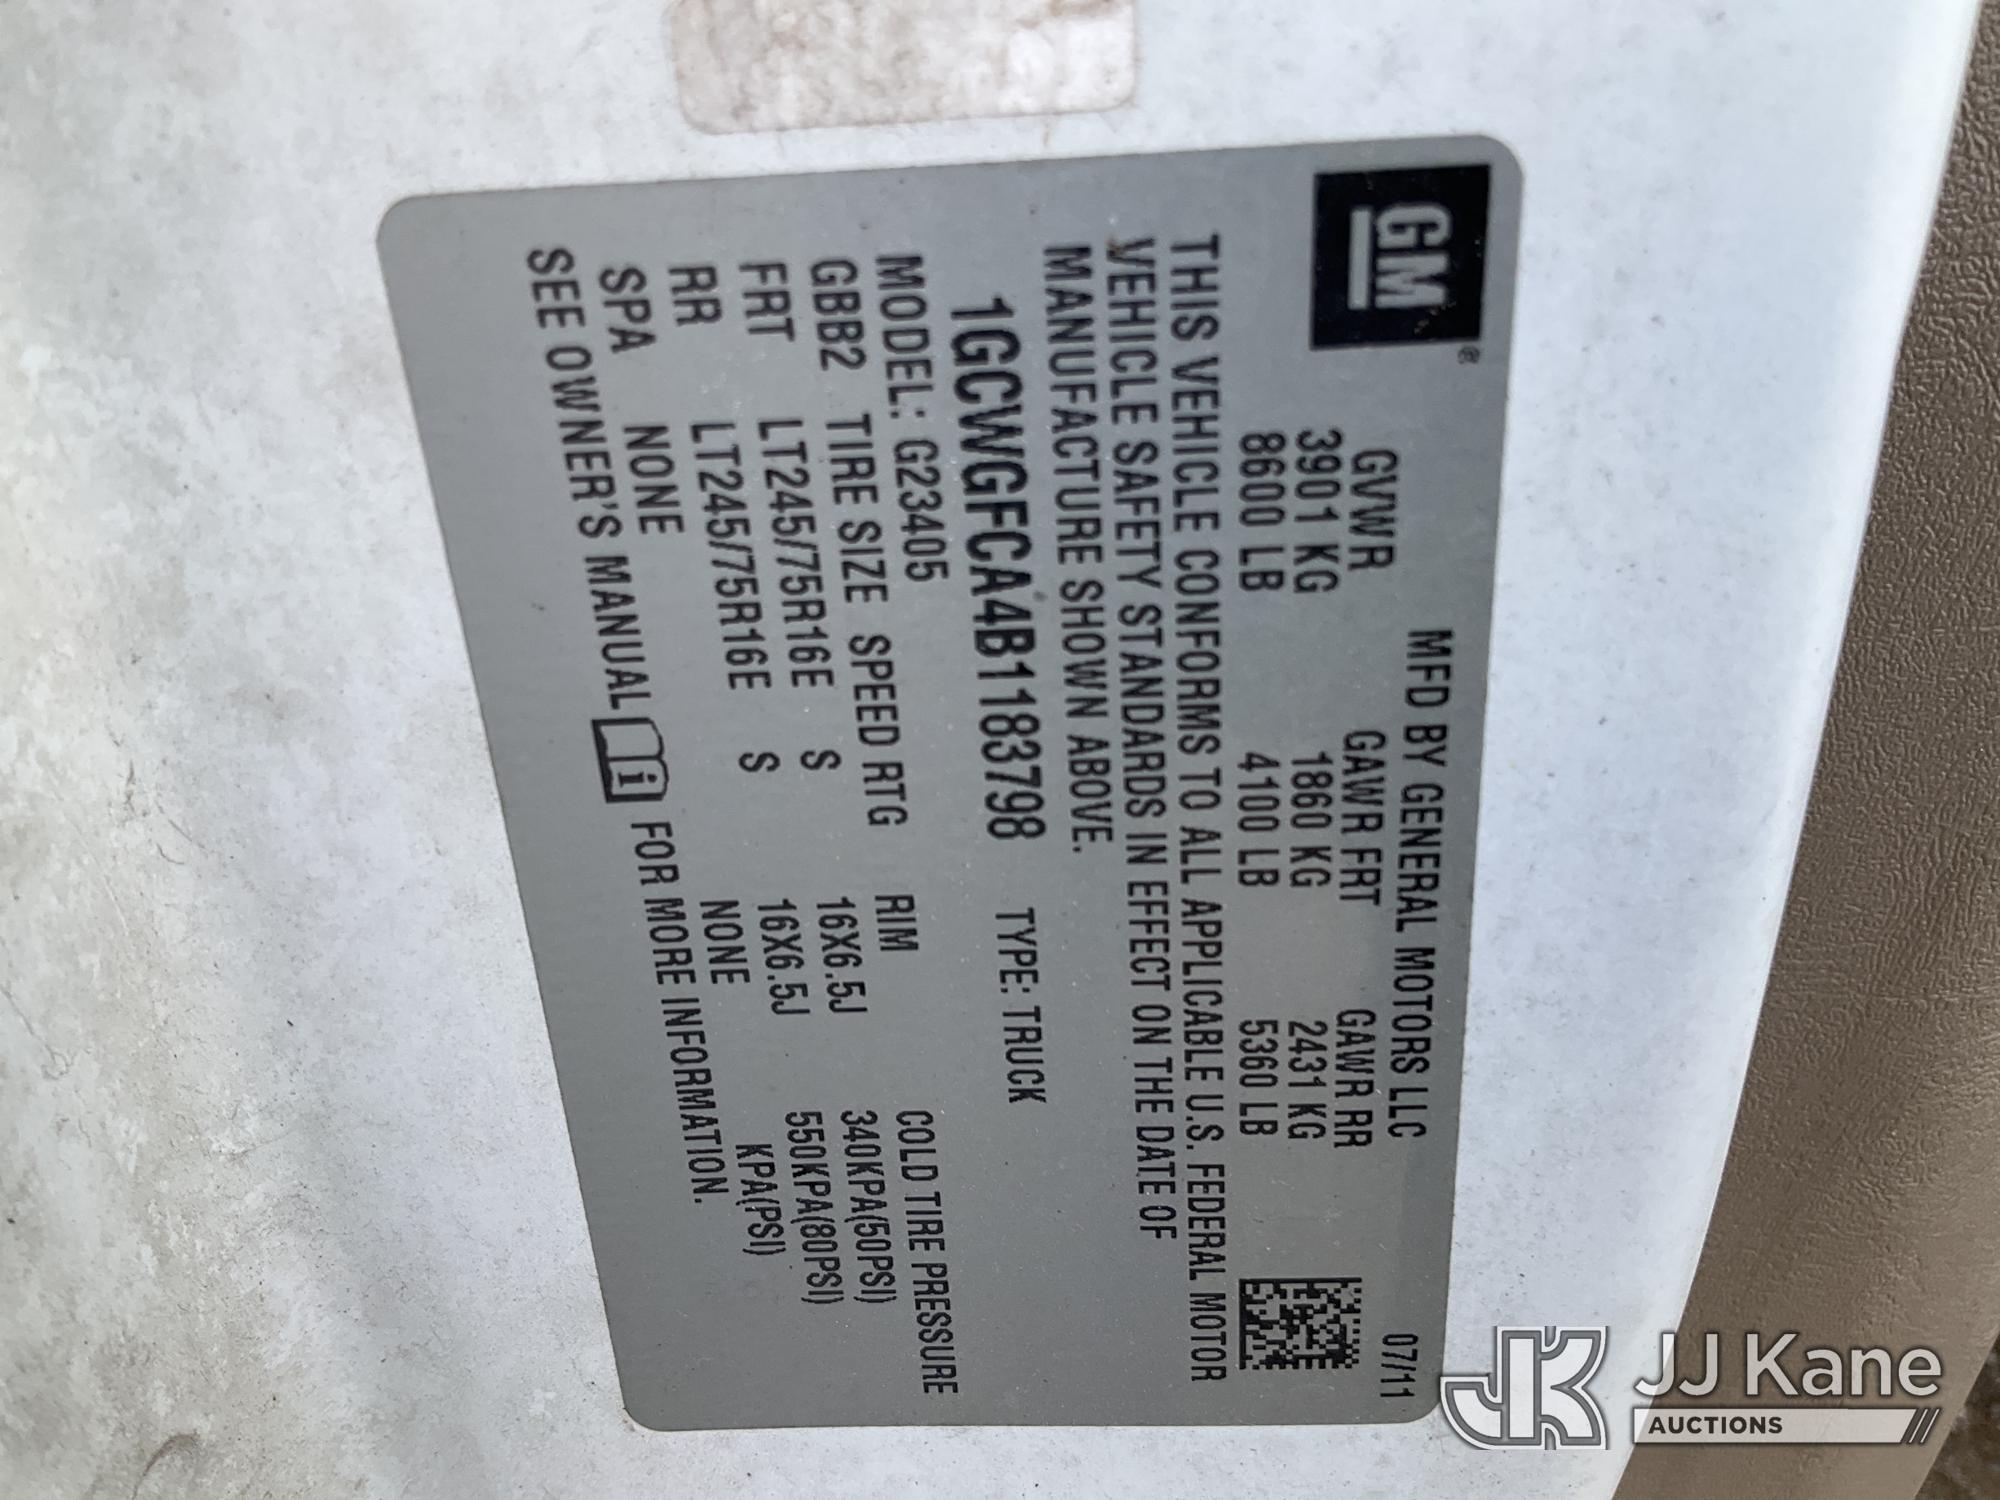 GM®
MFD BY GENERAL MOTORS LLC 07/11
GVWR GAWR FRT GAWR RR
3901 KG 1860 KG 2431 KG
8600 LB 4100 LB 5360 LB
THIS VEHICLE CONFORMS TO ALL APPLICABLE U.S. FEDERAL MOTOR
VEHICLE SAFETY STANDARDS IN EFFECT ON THE DATE OF
MANUFACTURE SHOWN ABOVE.
1GCWGFCA4B1183798 TYPE: TRUCK
MODEL: G23405
GBB2 TIRE SIZE SPEED RTG RIM COLD TIRE PRESSURE
FRT LT245/75R16E S 16X6.5J 340KPA(50PSI)
RR LT245/75R16E S 16X6.5J 550KPA(80PSI)
SPA NONE NONE KPA(PSI)
SEE OWNER'S MANUAL i FOR MORE INFORMATION.
JK JJ Kane
AUCTIONS